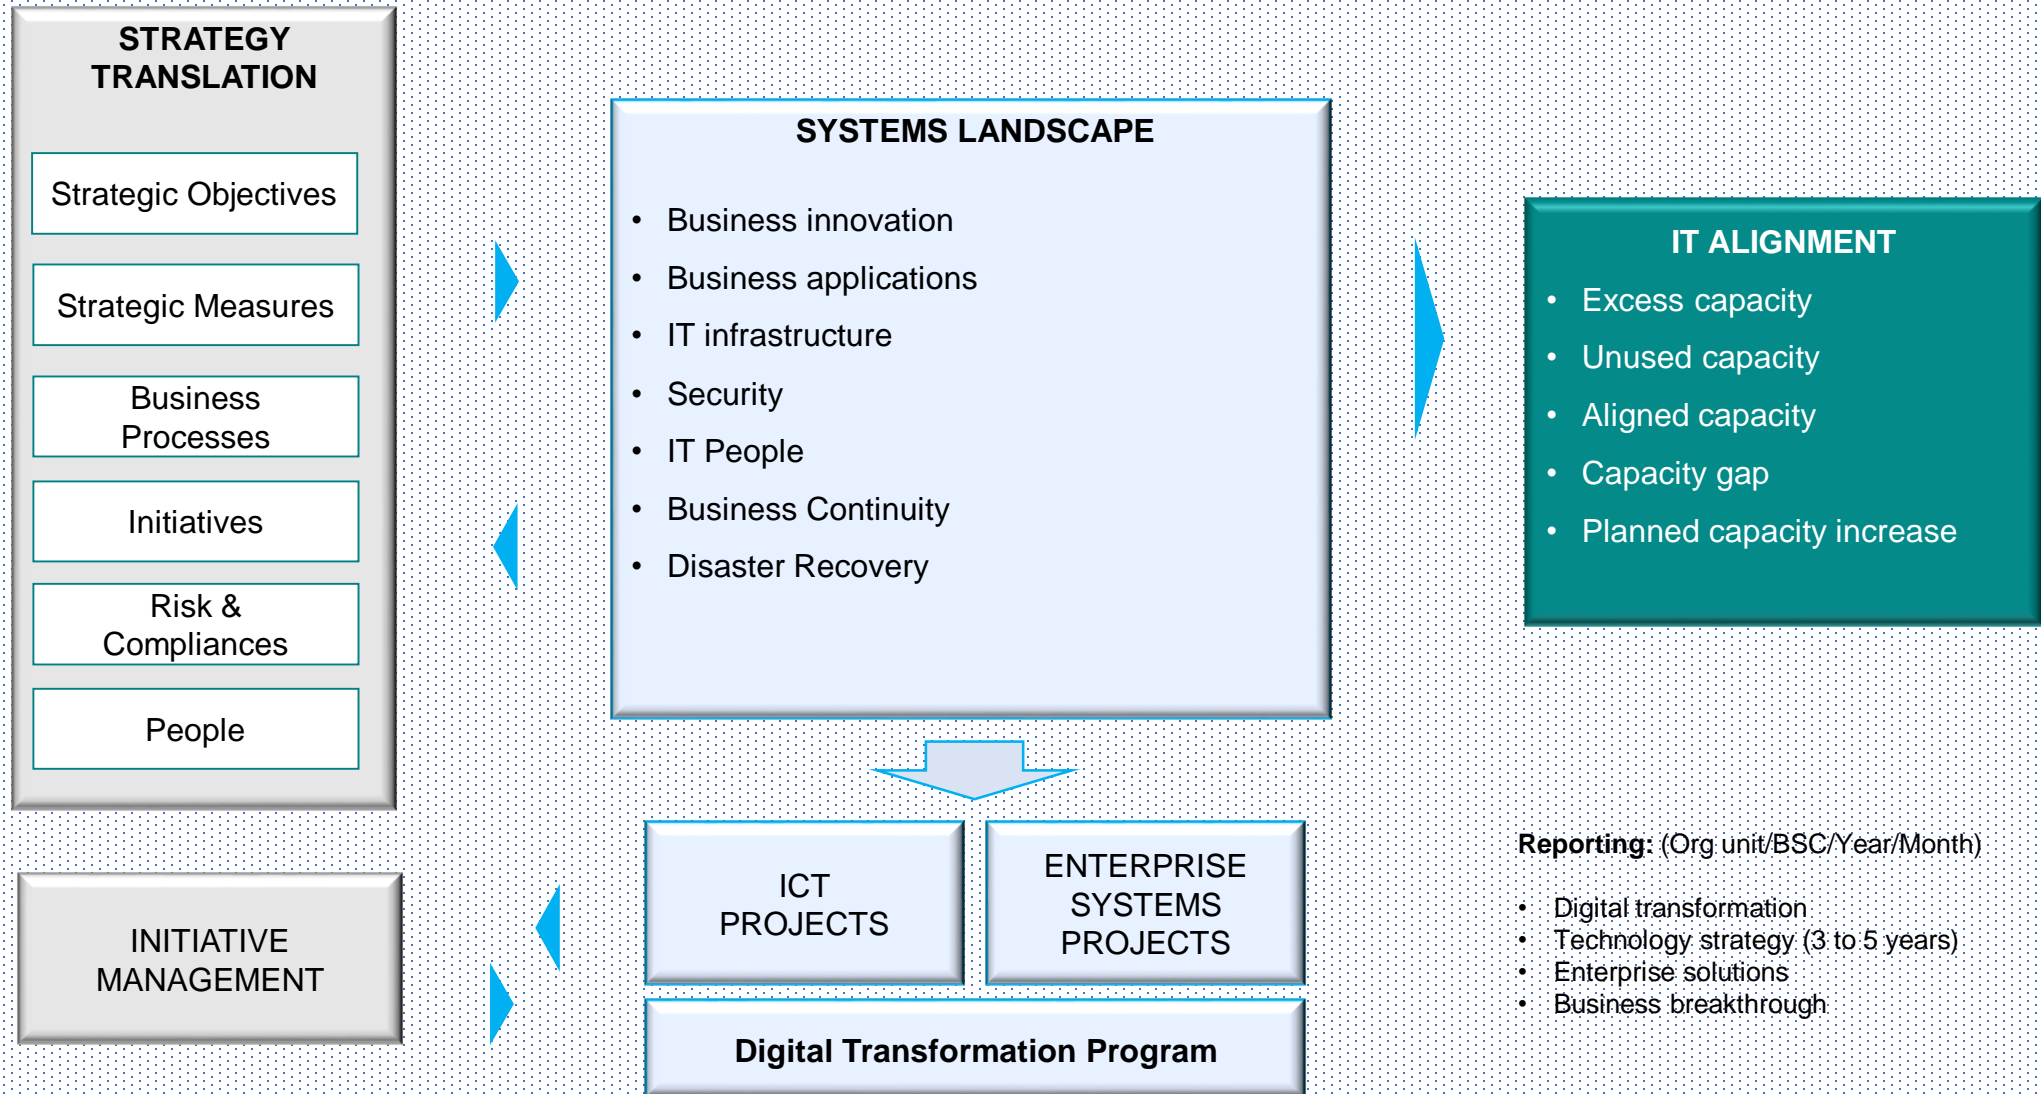 STRATEGY
TRANSLATION
Strategic Objectives
Strategic Measures
Business
Processes
Initiatives
Risk &
Compliances
People
SYSTEMS LANDSCAPE
• Business innovation
• Business applications
• IT infrastructure
• Security
• IT People
• Business Continuity
• Disaster Recovery
IT ALIGNMENT
• Excess capacity
• Unused capacity
• Aligned capacity
• Capacity gap
• Planned capacity increase
INITIATIVE
MANAGEMENT
ICT
PROJECTS
ENTERPRISE
SYSTEMS
PROJECTS
Digital Transformation Program
Reporting: (Org unit/BSC/Year/Month)
• Digital transformation
• Technology strategy (3 to 5 years)
• Enterprise solutions
• Business breakthrough